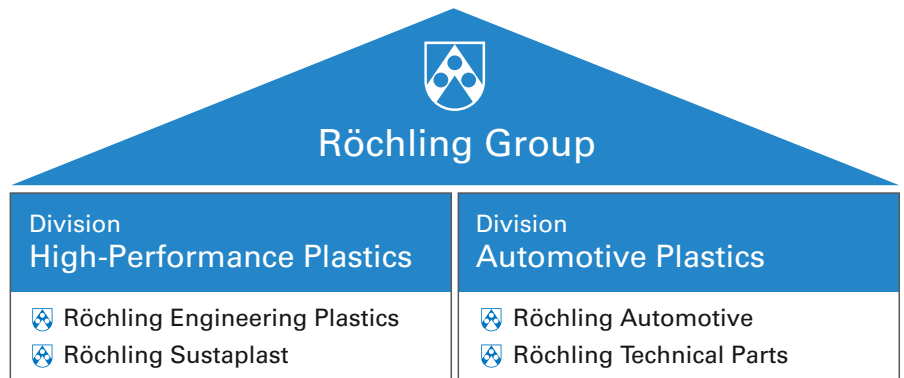 Röchling Group
Division
High-Performance Plastics
Röchling Engineering Plastics
Röchling Sustaplast
Division
Automotive Plastics
Röchling Automotive
Röchling Technical Parts